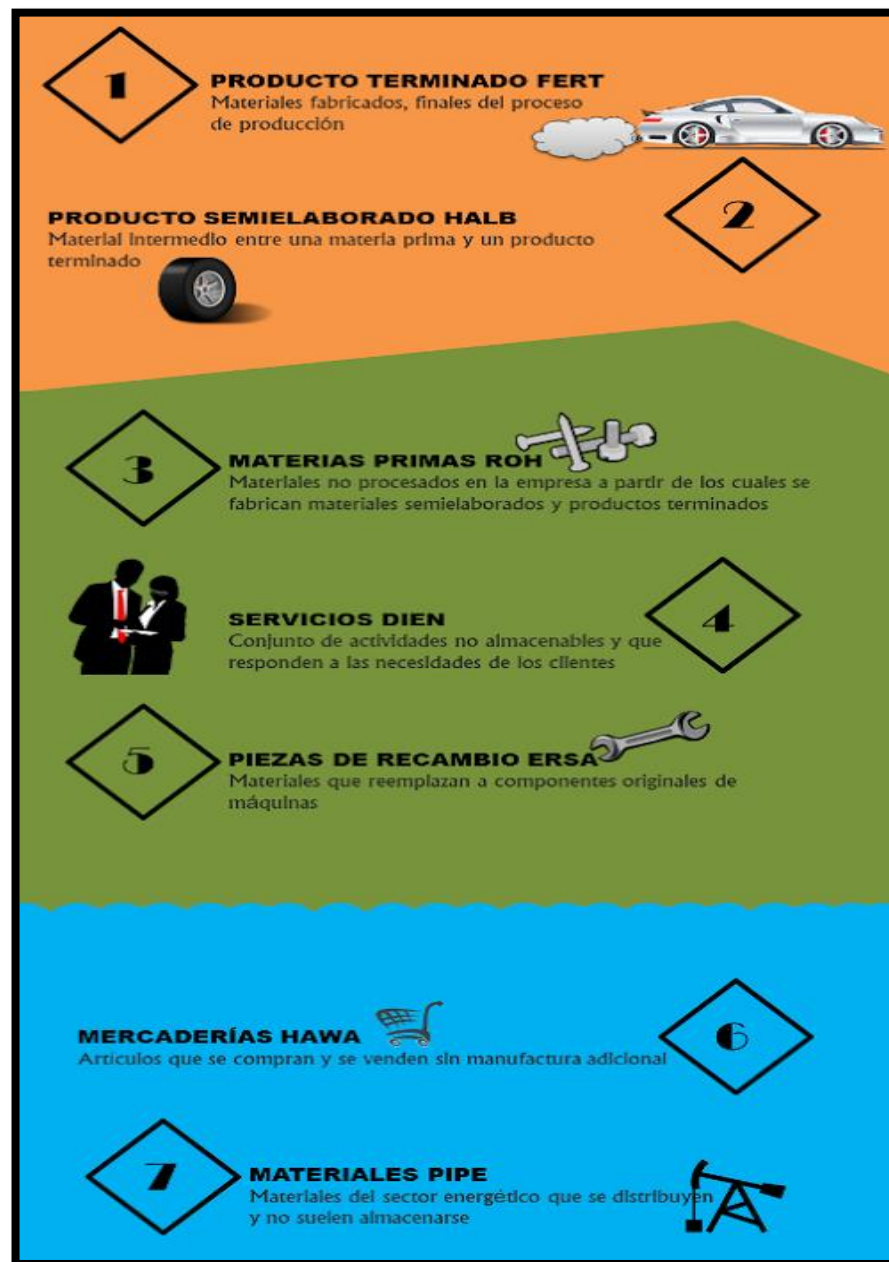 1
PRODUCTO TERMINADO FERT
Materiales fabricados, finales del proceso
de producción
2
PRODUCTO SEMIELABORADO HALB
Material intermedio entre una materia prima y un producto
terminado
3
MATERIAS PRIMAS ROH
Materiales no procesados en la empresa a partir de los cuales se
fabrican materiales semielaborados y productos terminados
4
SERVICIOS DIEN
Conjunto de actividades no almacenables y que
responden a las necesidades de los clientes
5
PIEZAS DE RECAMBIO ERSA
Materiales que reemplazan a componentes originales de
máquinas
6
MERCADERÍAS HAWA
Artículos que se compran y se venden sin manufactura adicional
7
MATERIALES PIPE
Materiales del sector energético que se distribuyen
y no suelen almacenarse